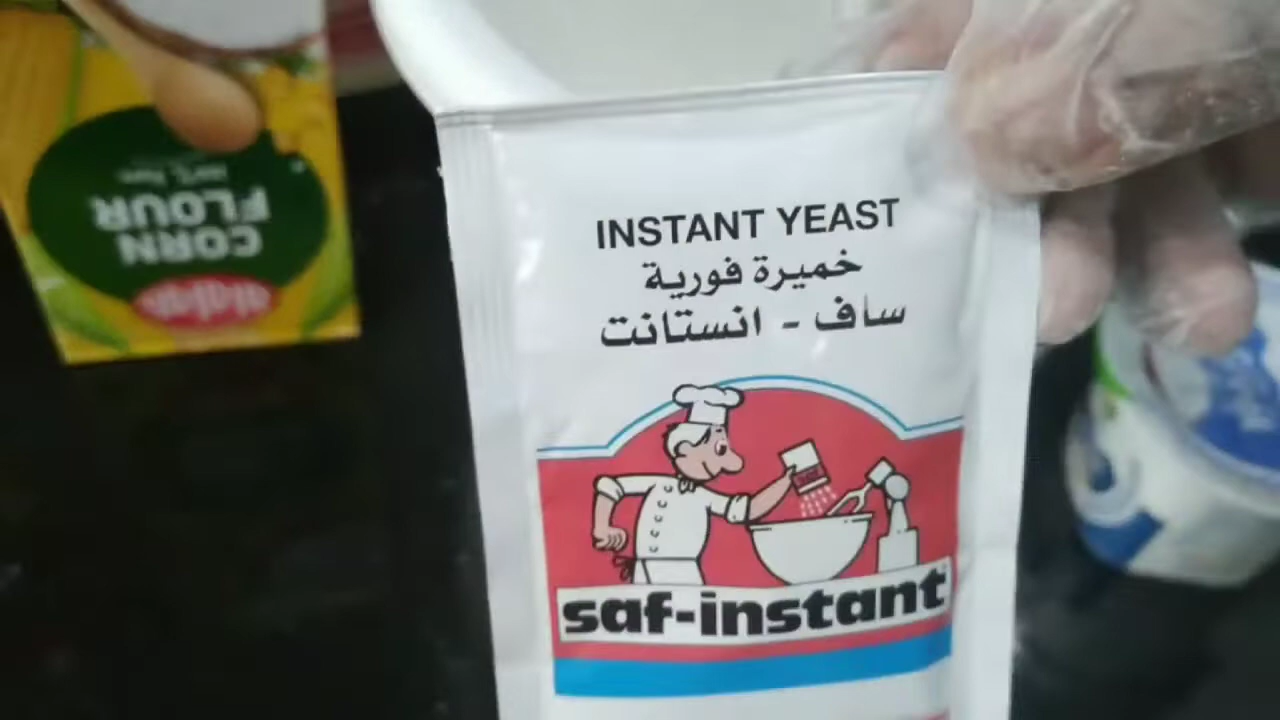 INSTANT YEAST
خميرة فورية
ساف - انستانت
saf-instant
CORN
FLOUR